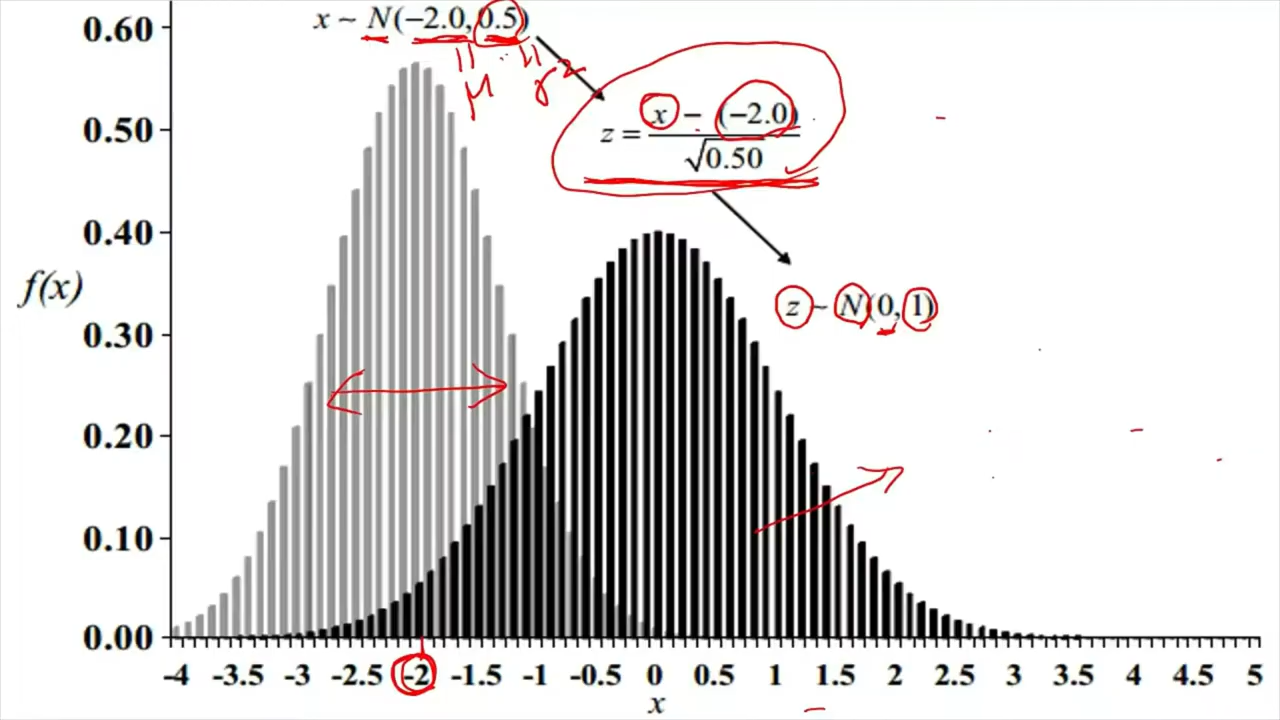 0.60
x ~ N(−2.0, 0.5)
μ σ²
0.50
z = x − (−2.0) / √0.50
0.40
z ~ N(0, 1)
f(x)
0.30
0.20
0.10
0.00
-4 -3.5 -3 -2.5 -2 -1.5 -1 -0.5 0 0.5 1 1.5 2 2.5 3 3.5 4 4.5 5
x